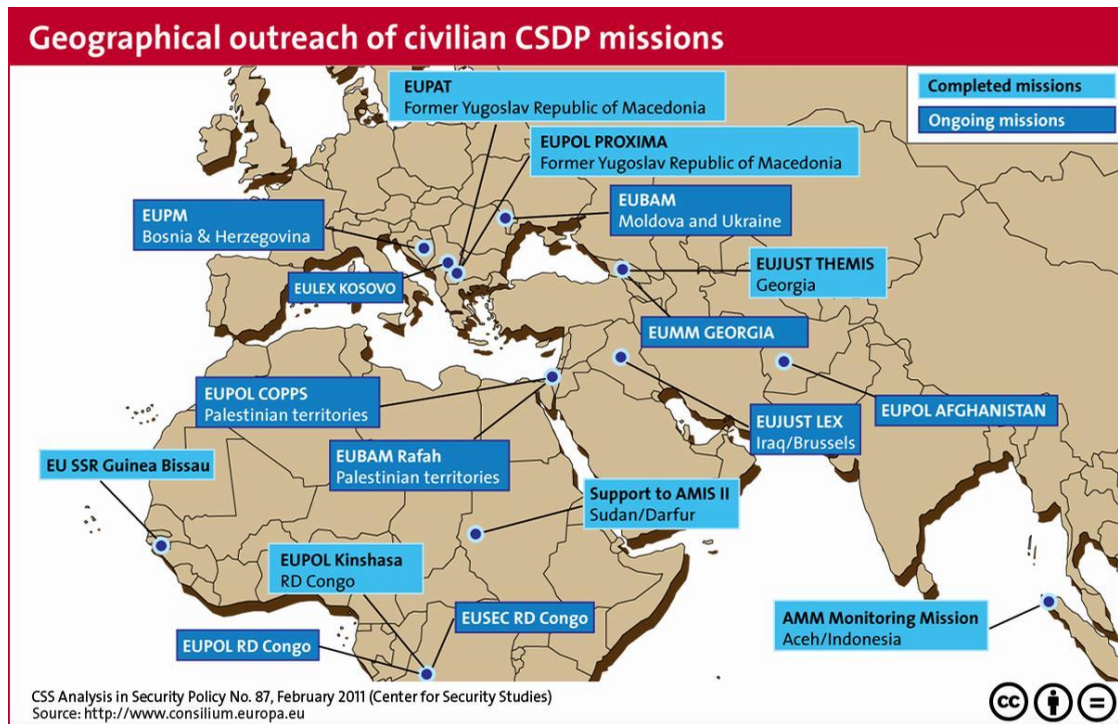 Geographical outreach of civilian CSDP missions
EUPAT
Former Yugoslav Republic of Macedonia
Completed missions
Ongoing missions
EUPOL PROXIMA
Former Yugoslav Republic of Macedonia
EUPM
Bosnia & Herzegovina
EUBAM
Moldova and Ukraine
EULEX KOSOVO
EUJUST THEMIS
Georgia
EUMM GEORGIA
EUPOL COPPS
Palestinian territories
EUJUST LEX
Iraq/Brussels
EUPOL AFGHANISTAN
EU SSR Guinea Bissau
EUBAM Rafah
Palestinian territories
Support to AMIS II
Sudan/Darfur
EUPOL Kinshasa
RD Congo
EUSEC RD Congo
EUPOL RD Congo
AMM Monitoring Mission
Aceh/Indonesia
CSS Analysis in Security Policy No. 87, February 2011 (Center for Security Studies)
Source: http://www.consilium.europa.eu
cc